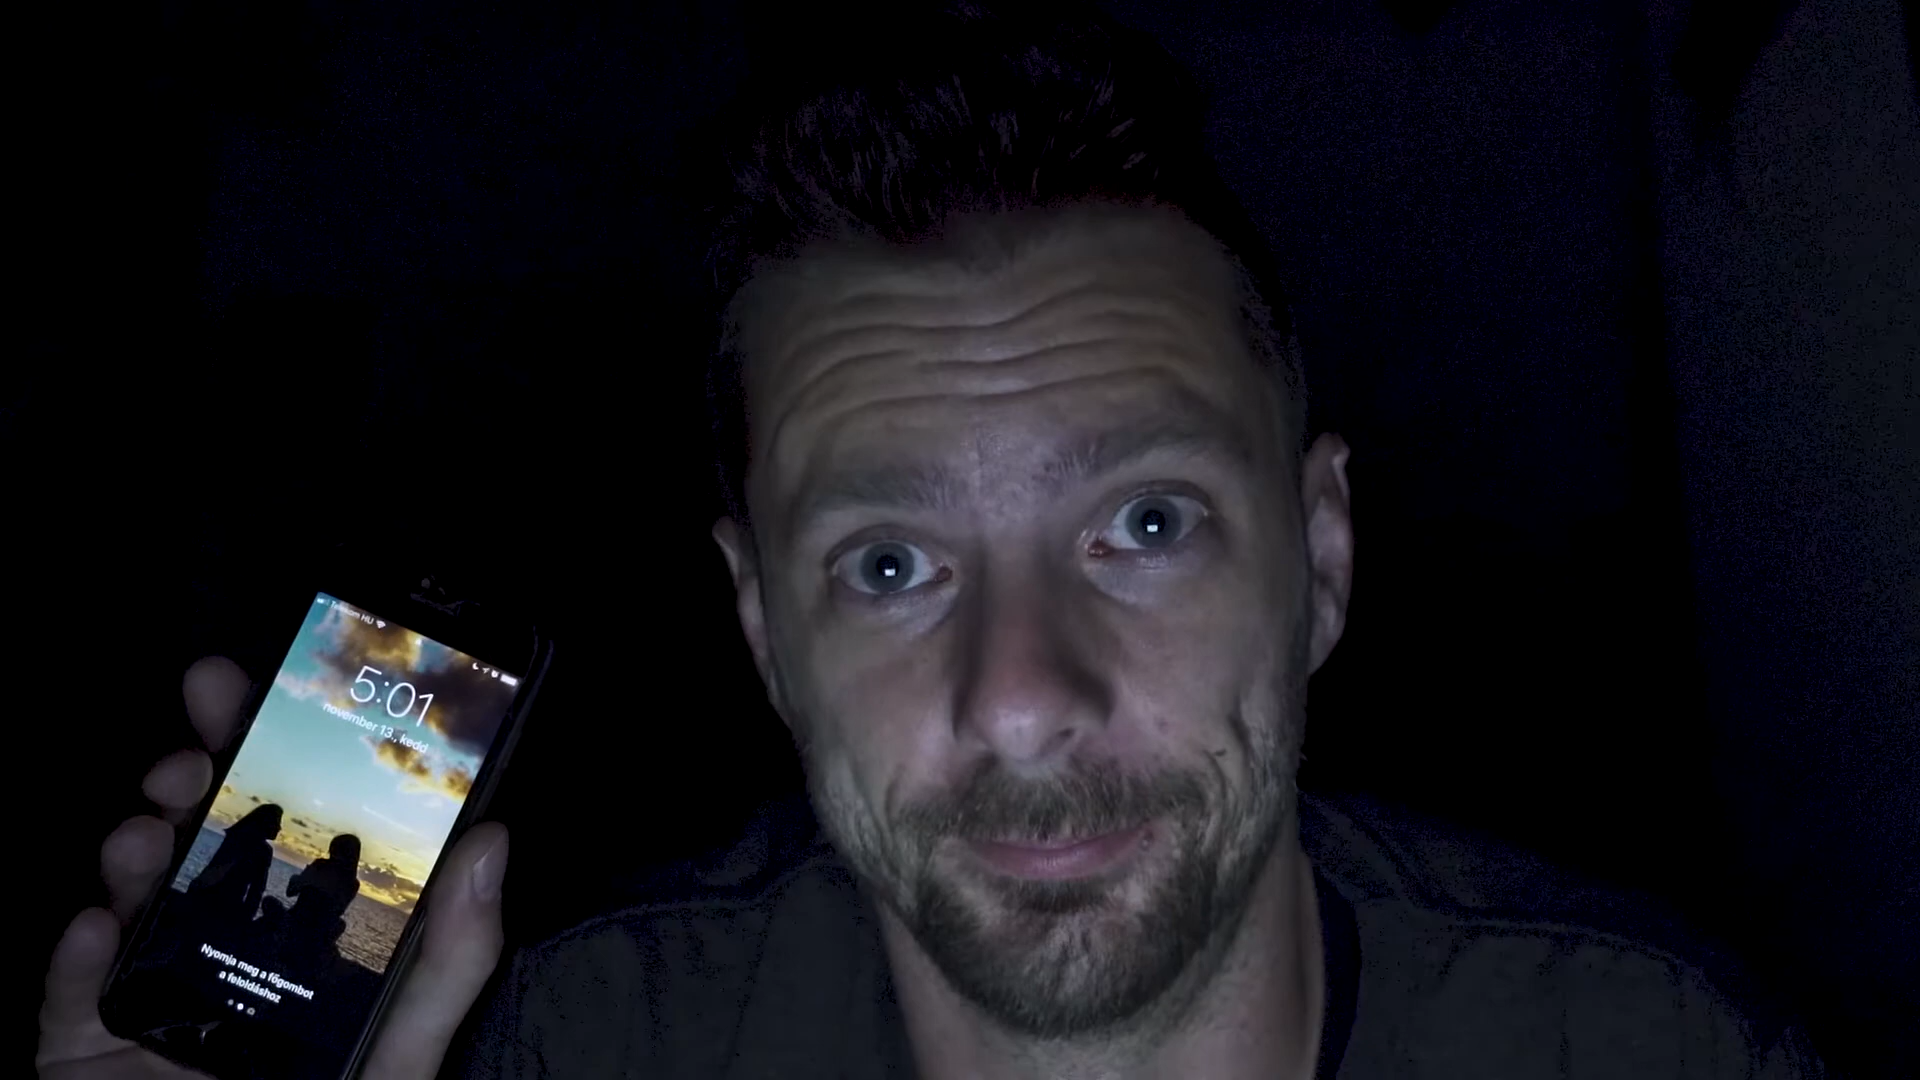 Telekom HU
5:01
november 13., kedd
Nyomja meg a főgombot
a feloldáshoz